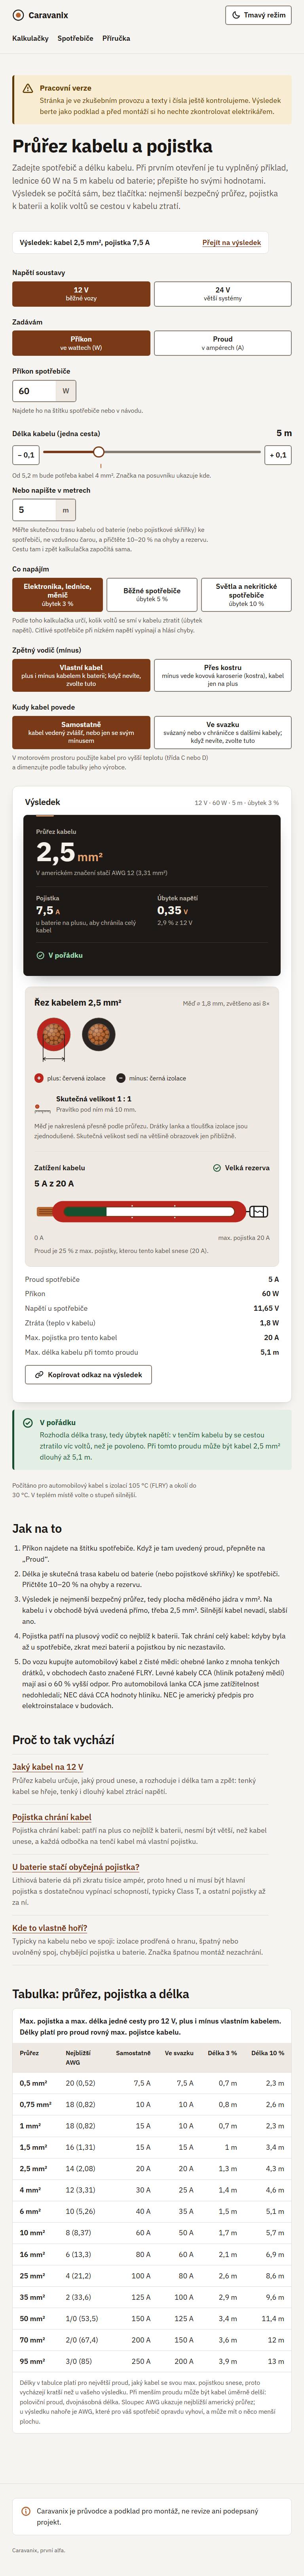 Caravanix
Tmavý režim
Kalkulačky Spotřebiče Příručka
Pracovní verze
Stránka je ve zkušebním provozu a texty i čísla ještě kontrolujeme. Výsledek
berte jako podklad a před montáží si ho nechte zkontrolovat elektrikářem.
Průřez kabelu a pojistka
Zadejte spotřebič a délku kabelu. Při prvním otevření je tu vyplněný příklad,
lednice 60 W na 5 m kabelu od baterie; přepište ho svými hodnotami.
Výsledek se počítá sám, bez tlačítka: nejmenší bezpečný průřez, pojistka
k baterii a kolik voltů se cestou v kabelu ztratí.
Výsledek: kabel 2,5 mm², pojistka 7,5 A
Přejít na výsledek
Napětí soustavy
12 V
běžné vozy
24 V
větší systémy
Zadávám
Příkon
ve wattech (W)
Proud
v ampérech (A)
Příkon spotřebiče
60 W
Najdete ho na štítku spotřebiče nebo v návodu.
Délka kabelu (jedna cesta)
5 m
− 0,1
+ 0,1
Od 5,2 m bude potřeba kabel 4 mm². Značka na posuvníku ukazuje kde.
Nebo napište v metrech
5 m
Měřte skutečnou trasu kabelu od baterie (nebo pojistkové skříňky) ke
spotřebiči, ne vzdušnou čarou, a přičtěte 10–20 % na ohyby a rezervu.
Cestu tam i zpět kalkulačka započítá sama.
Co napájím
Elektronika, lednice,
měnič
úbytek 3 %
Běžné spotřebiče
úbytek 5 %
Světla a nekritické
spotřebiče
úbytek 10 %
Podle toho kalkulačka určí, kolik voltů se smí v kabelu ztratit (úbytek
napětí). Citlivé spotřebiče při nízkém napětí vypínají a hlásí chyby.
Zpětný vodič (minus)
Vlastní kabel
plus i mínus kabelem k baterii; když nevíte,
zvolte tuto
Přes kostru
mínus vede kovová karoserie (kostra), kabel
jen na plus
Kudy kabel povede
Samostatně
kabel vedený zvlášť, nebo jen se svým
mínusem
Ve svazku
svázaný nebo v chráničce s dalšími kabely;
když nevíte, zvolte tuto
V motorovém prostoru použijte kabel pro vyšší teplotu (třída C nebo D)
a dimenzujte podle tabulky jeho výrobce.
Výsledek
12 V · 60 W · 5 m · úbytek 3 %
Průřez kabelu
2,5 mm²
V americkém značení stačí AWG 12 (3,31 mm²)
Pojistka
7,5 A
u baterie na plusu, aby chránila celý
kabel
Úbytek napětí
0,35 V
2,9 % z 12 V
V pořádku
Řez kabelem 2,5 mm²
Měď ⌀ 1,8 mm, zvětšeno asi 8×
plus: červená izolace
mínus: černá izolace
Skutečná velikost 1 : 1
Pravítko pod ním má 10 mm.
Měď je nakreslená přesně podle průřezu. Drátky lanka a tloušťka izolace jsou
zjednodušené. Skutečná velikost sedí na většině obrazovek jen přibližně.
Zatížení kabelu
Velká rezerva
5 A z 20 A
0 A
max. pojistka 20 A
Proud je 25 % z max. pojistky, kterou tento kabel snese (20 A).
Proud spotřebiče 5 A
Příkon 60 W
Napětí u spotřebiče 11,65 V
Ztráta (teplo v kabelu) 1,8 W
Max. pojistka pro tento kabel 20 A
Max. délka kabelu při tomto proudu 5,1 m
Kopírovat odkaz na výsledek
V pořádku
Rozhodla délka trasy, tedy úbytek napětí: v tenčím kabelu by se cestou
ztratilo víc voltů, než je povoleno. Při tomto proudu může být kabel 2,5 mm²
dlouhý až 5,1 m.
Počítáno pro automobilový kabel s izolací 105 °C (FLRY) a okolí do
30 °C. V teplém místě volte o stupeň silnější.
Jak na to
1. Příkon najdete na štítku spotřebiče. Když je tam uvedený proud, přepněte na
„Proud“.
2. Délka je skutečná trasa kabelu od baterie (nebo pojistkové skříňky) ke spotřebiči.
Přičtěte 10–20 % na ohyby a rezervu.
3. Výsledek je nejmenší bezpečný průřez, tedy plocha měděného jádra v mm². Na
kabelu i v obchodě bývá uvedená přímo, třeba 2,5 mm². Silnější kabel nevadí, slabší
ano.
4. Pojistka patří na plusový vodič co nejblíž k baterii. Tak chrání celý kabel: kdyby byla
až u spotřebiče, zkrat mezi baterií a pojistkou by ji nic nezastavilo.
5. Do vozu kupujte automobilový kabel z čisté mědi: ohebné lanko z mnoha tenkých
drátků, v obchodech často značené FLRY. Levné kabely CCA (hliník potažený mědí)
mají asi o 60 % vyšší odpor. Pro automobilová lanka CCA jsme zatížitelnost
nedohledali; NEC dává CCA hodnoty hliníku. NEC je americký předpis pro
elektroinstalace v budovách.
Proč to tak vychází
Jaký kabel na 12 V
Průřez kabelu určuje, jaký proud unese, a rozhoduje i délka tam a zpět: tenký
kabel se hřeje, tenký i dlouhý kabel ztrácí napětí.
Pojistka chrání kabel
Pojistka chrání kabel: patří na plus co nejblíž k baterii, nesmí být větší, než kabel
unese, a každá odbočka na tenčí kabel má vlastní pojistku.
U baterie stačí obyčejná pojistka?
Lithiová baterie dá při zkratu tisíce ampér, proto hned u ní musí být hlavní
pojistka s dostatečnou vypínací schopností, typicky Class T, a ostatní pojistky až
za ní.
Kde to vlastně hoří?
Typicky na kabelu nebo ve spoji: izolace prodřená o hranu, špatný nebo
uvolněný spoj, chybějící pojistka u baterie. Značka špatnou montáž nezachrání.
Tabulka: průřez, pojistka a délka
Max. pojistka a max. délka jedné cesty pro 12 V, plus i mínus vlastním kabelem.
Délky platí pro proud rovný max. pojistce kabelu.
Průřez Nejbližší AWG Samostatně Ve svazku Délka 3 % Délka 10 %
0,5 mm² 20 (0,52) 7,5 A 7,5 A 0,7 m 2,3 m
0,75 mm² 18 (0,82) 10 A 10 A 0,8 m 2,6 m
1 mm² 18 (0,82) 15 A 10 A 0,7 m 2,3 m
1,5 mm² 16 (1,31) 15 A 15 A 1 m 3,4 m
2,5 mm² 14 (2,08) 20 A 20 A 1,3 m 4,3 m
4 mm² 12 (3,31) 30 A 25 A 1,4 m 4,6 m
6 mm² 10 (5,26) 40 A 35 A 1,5 m 5,1 m
10 mm² 8 (8,37) 60 A 50 A 1,7 m 5,7 m
16 mm² 6 (13,3) 80 A 60 A 2,1 m 6,9 m
25 mm² 4 (21,2) 100 A 80 A 2,6 m 8,6 m
35 mm² 2 (33,6) 125 A 100 A 2,9 m 9,6 m
50 mm² 1/0 (53,5) 150 A 125 A 3,4 m 11,4 m
70 mm² 2/0 (67,4) 200 A 150 A 3,6 m 12 m
95 mm² 3/0 (85) 250 A 200 A 3,9 m 13 m
Délky v tabulce platí pro největší proud, jaký kabel se svou max. pojistkou snese, proto
vycházejí kratší než u vašeho výsledku. Při menším proudu může být kabel úměrně delší:
poloviční proud, dvojnásobná délka. Sloupec AWG ukazuje nejbližší americký průřez;
u výsledku nahoře je AWG, které pro váš spotřebič opravdu vyhoví, a může mít o něco menší
plochu.
Caravanix je průvodce a podklad pro montáž, ne revize ani podepsaný
projekt.
Caravanix, první alfa.